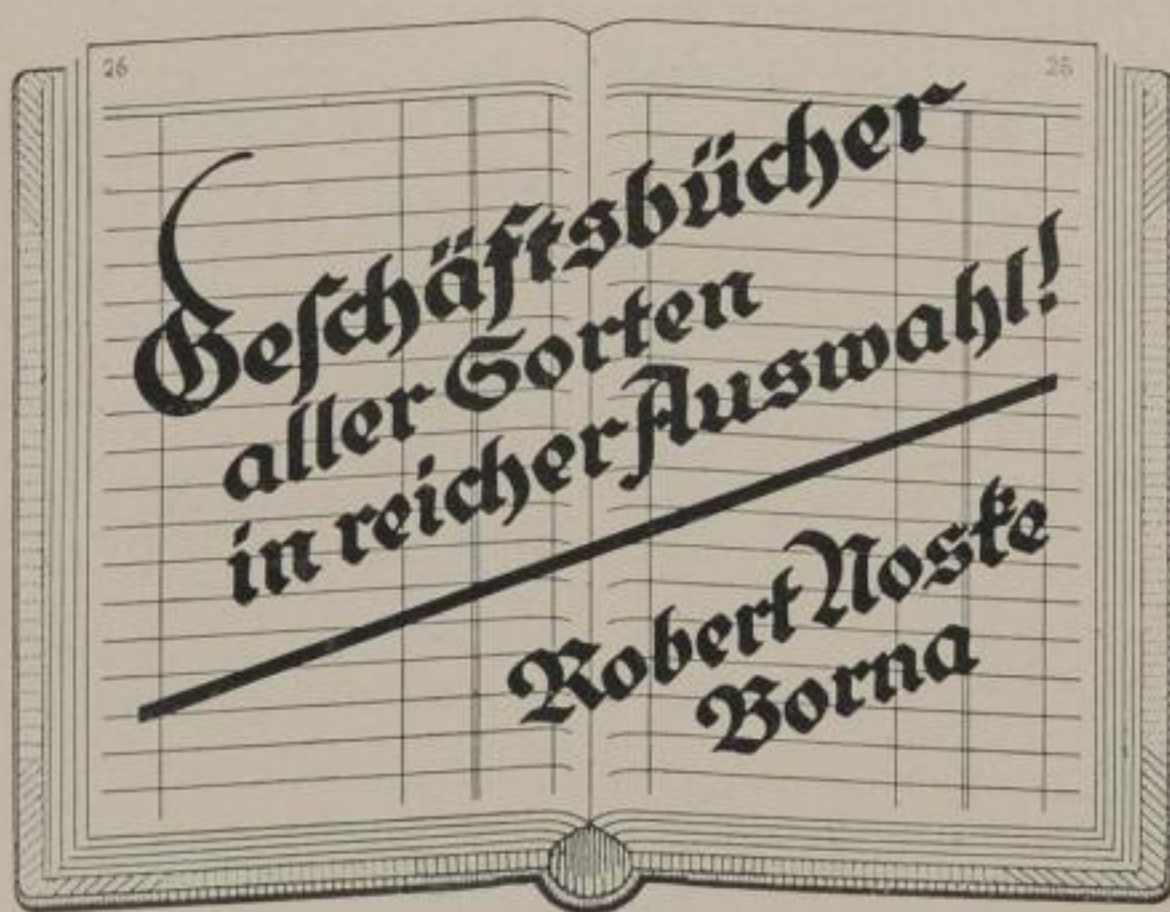 26
25
Geschäftsbücher
aller Sorten
in reicher Auswahl!
Robert Noske
Borna